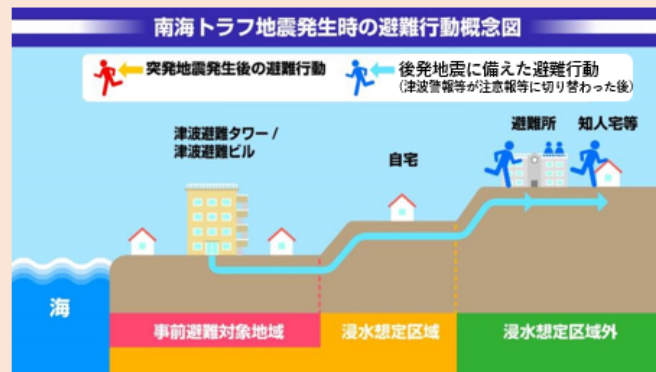 南海トラフ地震発生時の避難行動概念図
突発地震発生後の避難行動
後発地震に備えた避難行動
(津波警報等が注意報等に切り替わった後)
津波避難タワー/
津波避難ビル
自宅
避難所
知人宅等
海
事前避難対象地域
浸水想定区域
浸水想定区域外